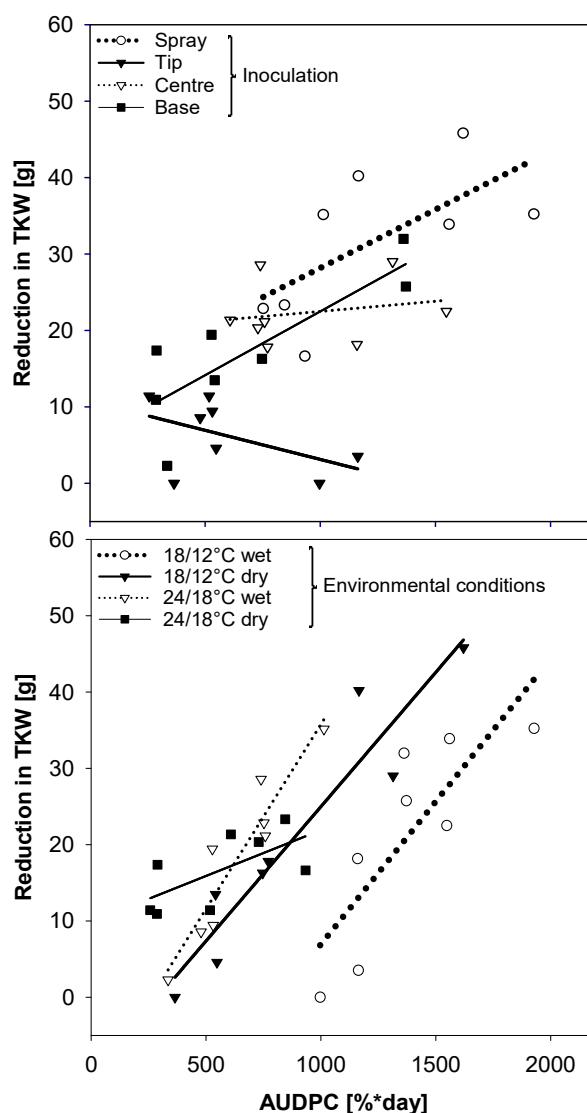 60
50
40
30
20
10
0
Reduction in TKW [g]
Spray
Tip
Centre
Base
Inoculation
60
50
40
30
20
10
0
Reduction in TKW [g]
18/12°C wet
18/12°C dry
24/18°C wet
24/18°C dry
Environmental conditions
0 500 1000 1500 2000
AUDPC [%*day]